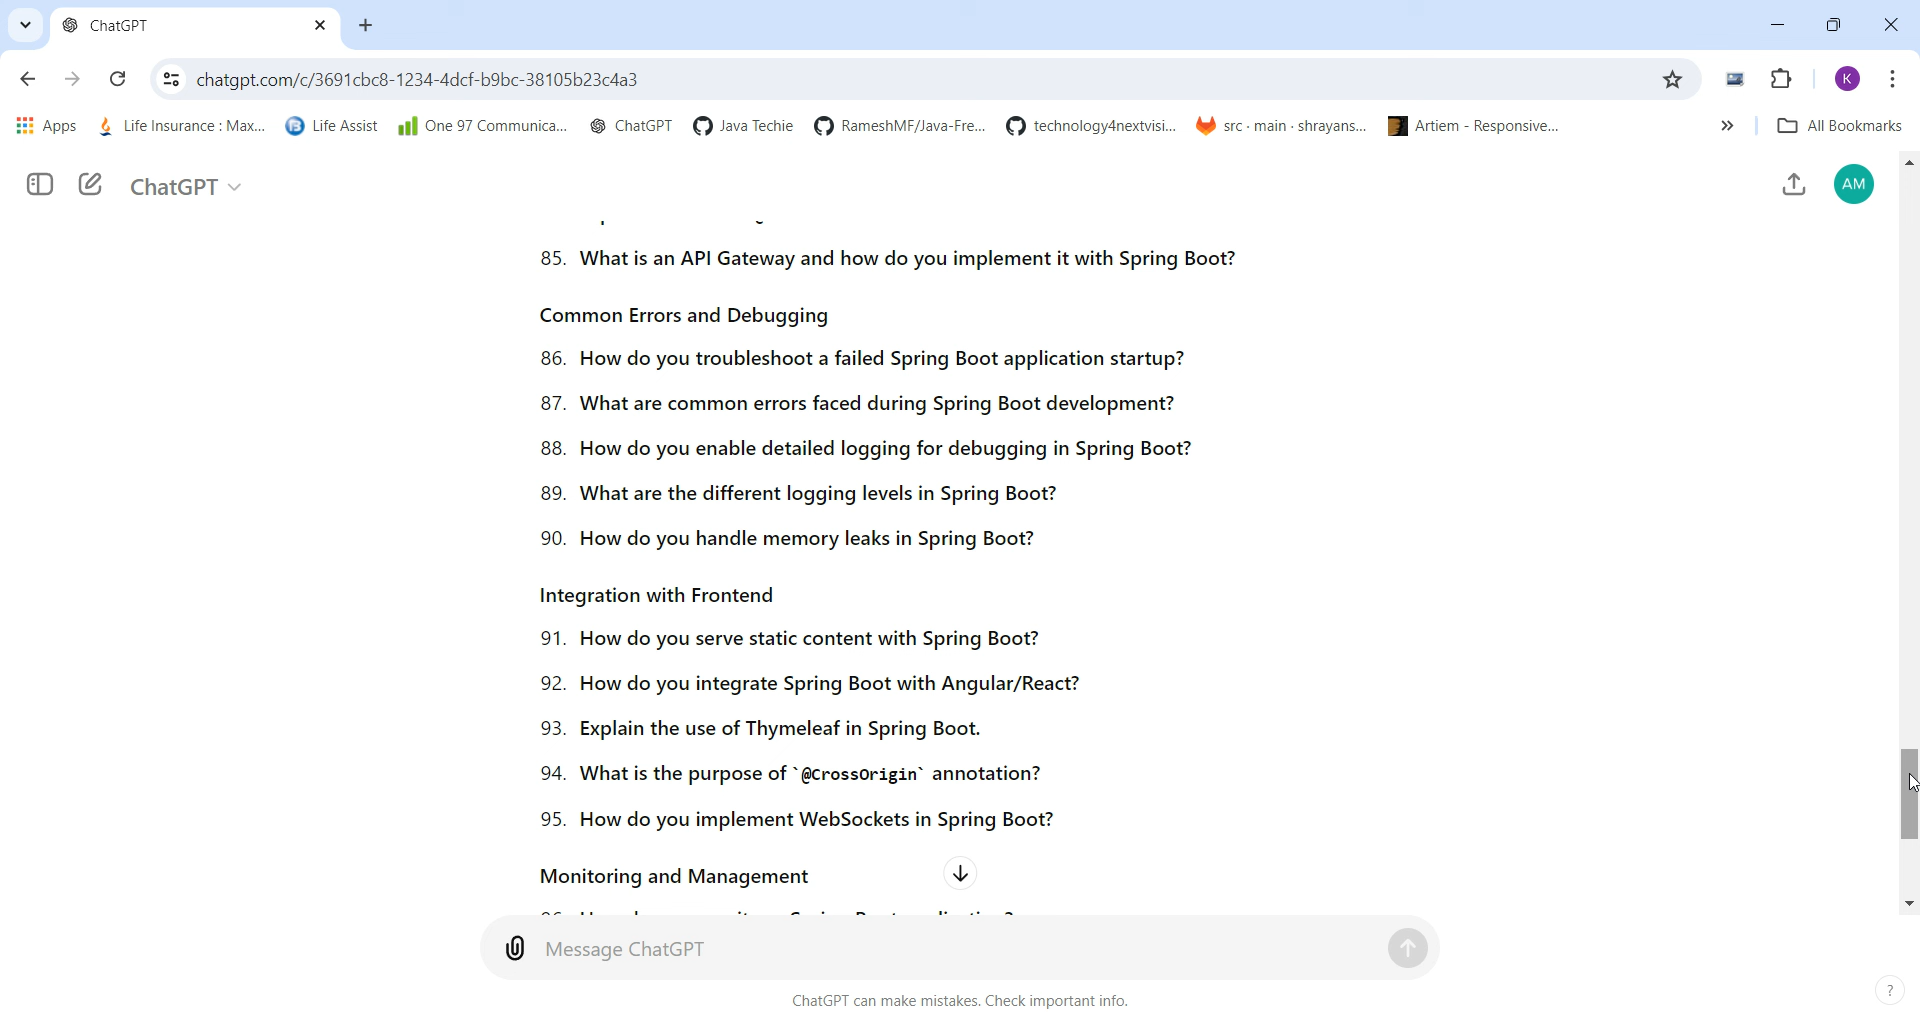 ChatGPT
chatgpt.com/c/3691cbc8-1234-4dcf-b9bc-38105b23c4a3
K
Apps Life Insurance : Max... Life Assist One 97 Communica... ChatGPT Java Techie RameshMF/Java-Fre... technology4nextvisi... src · main · shrayans... Artiem - Responsive... » All Bookmarks
ChatGPT
AM
85. What is an API Gateway and how do you implement it with Spring Boot?
Common Errors and Debugging
86. How do you troubleshoot a failed Spring Boot application startup?
87. What are common errors faced during Spring Boot development?
88. How do you enable detailed logging for debugging in Spring Boot?
89. What are the different logging levels in Spring Boot?
90. How do you handle memory leaks in Spring Boot?
Integration with Frontend
91. How do you serve static content with Spring Boot?
92. How do you integrate Spring Boot with Angular/React?
93. Explain the use of Thymeleaf in Spring Boot.
94. What is the purpose of `@CrossOrigin` annotation?
95. How do you implement WebSockets in Spring Boot?
Monitoring and Management
Message ChatGPT
ChatGPT can make mistakes. Check important info.
?